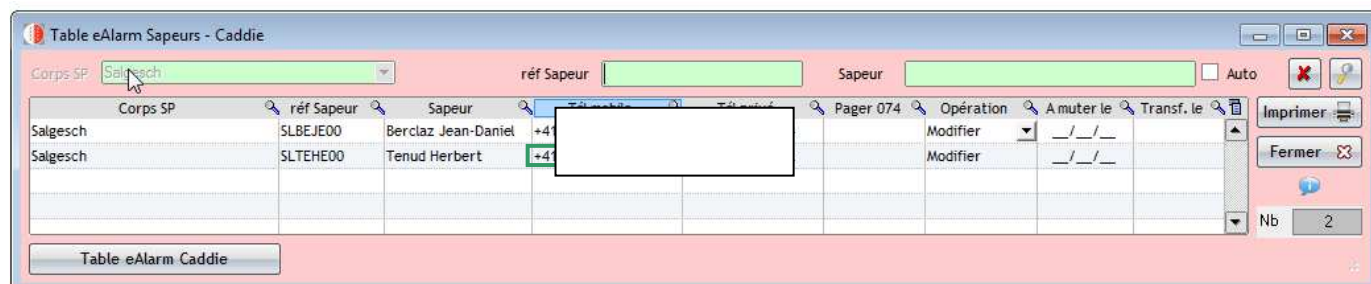 Table eAlarm Sapeurs - Caddie
Corps SP Salgesch réf Sapeur Sapeur Auto
Corps SP réf Sapeur Sapeur Pager 074 Opération A muter le Transf. le Imprimer
Salgesch SLBEJE00 Berclaz Jean-Daniel +41 Modifier __/__/__
Salgesch SLTEHE00 Tenud Herbert +41 Modifier __/__/__ Fermer
Nb 2
Table eAlarm Caddie